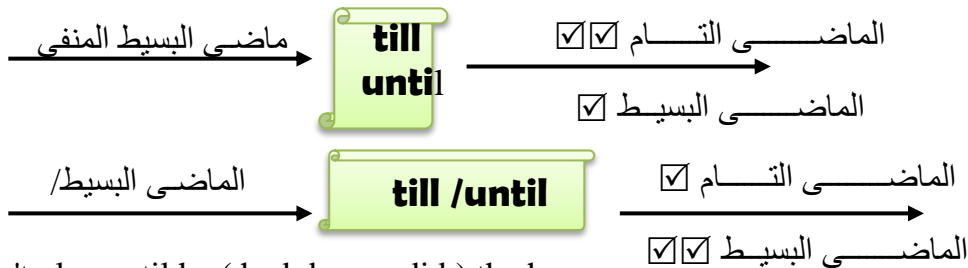 ماضى البسيط المنفى till until الماضى التام ☑☑
الماضى البسيط ☑
الماضى البسيط/ till /until الماضى التام ☑
الماضى البسيط ☑☑